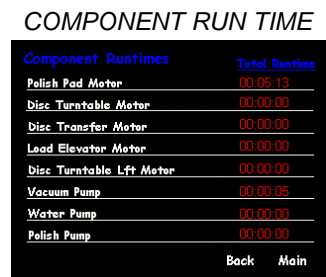 COMPONENT RUN TIME
Component Runtimes Total Runtime
Polish Pad Motor 00:05:13
Disc Turntable Motor 00:00:00
Disc Transfer Motor 00:00:00
Load Elevator Motor 00:00:00
Disc Turntable Lft Motor 00:00:00
Vacuum Pump 00:00:05
Water Pump 00:00:00
Polish Pump 00:00:00
Back Main